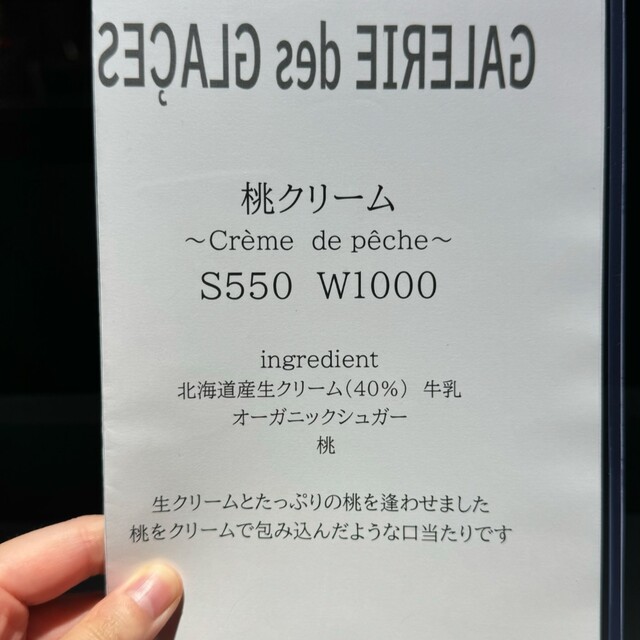 GALERIE des GLAÇES
桃クリーム
～Crème de pêche～
S550 W1000
ingredient
北海道産生クリーム（40％） 牛乳
オーガニックシュガー
桃
生クリームとたっぷりの桃を逢わせました
桃をクリームで包み込んだような口当たりです